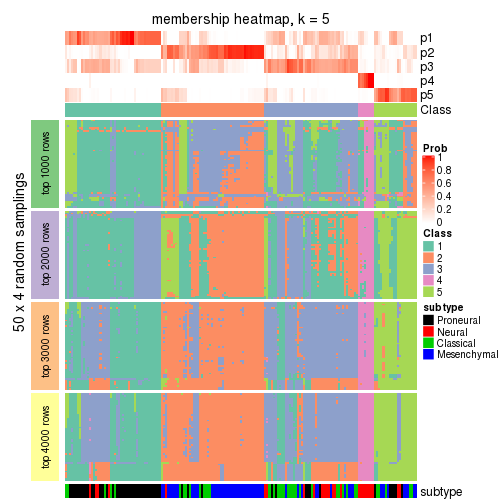 membership heatmap, k = 5
p1
p2
p3
p4
p5
Class
50 x 4 random samplings
top 1000 rows
top 2000 rows
top 3000 rows
top 4000 rows
Prob
1
0.8
0.6
0.4
0.2
0
Class
1
2
3
4
5
subtype
Proneural
Neural
Classical
Mesenchymal
subtype